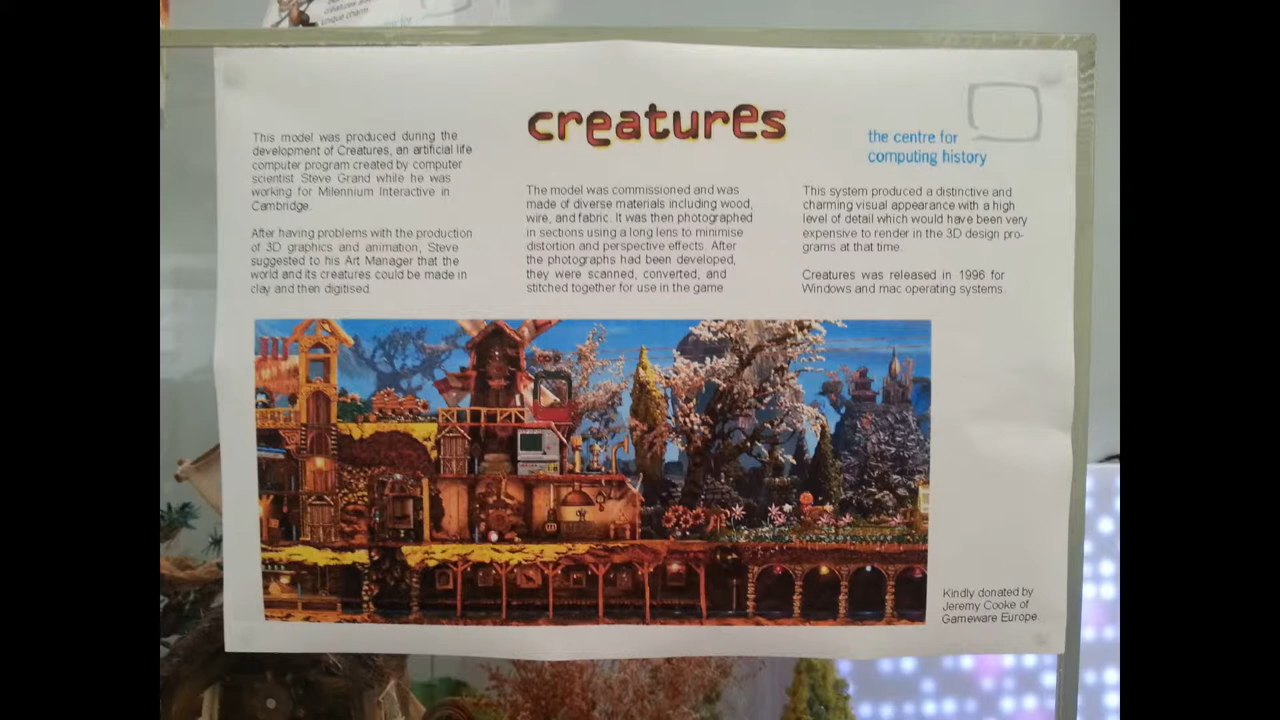 creatures and
unique charm.
creatures
the centre for
computing history
This model was produced during the
development of Creatures, an artificial life
computer program created by computer
scientist Steve Grand while he was
working for Milennium Interactive in
Cambridge.
After having problems with the production
of 3D graphics and animation, Steve
suggested to his Art Manager that the
world and its creatures could be made in
clay and then digitised.
The model was commissioned and was
made of diverse materials including wood,
wire, and fabric. It was then photographed
in sections using a long lens to minimise
distortion and perspective effects. After
the photographs had been developed,
they were scanned, converted, and
stitched together for use in the game
This system produced a distinctive and
charming visual appearance with a high
level of detail which would have been very
expensive to render in the 3D design pro-
grams at that time.
Creatures was released in 1996 for
Windows and mac operating systems.
Kindly donated by
Jeremy Cooke of
Gameware Europe.